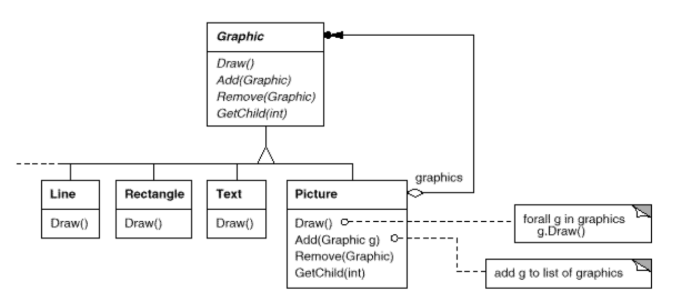 Graphic
Draw()
Add(Graphic)
Remove(Graphic)
GetChild(int)
graphics
Line
Draw()
Rectangle
Draw()
Text
Draw()
Picture
Draw()
Add(Graphic g)
Remove(Graphic)
GetChild(int)
forall g in graphics
g.Draw()
add g to list of graphics